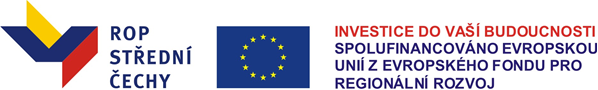 ROP
STŘEDNÍ
ČECHY
INVESTICE DO VAŠÍ BUDOUCNOSTI
SPOLUFINANCOVÁNO EVROPSKOU
UNIÍ Z EVROPSKÉHO FONDU PRO
REGIONÁLNÍ ROZVOJ